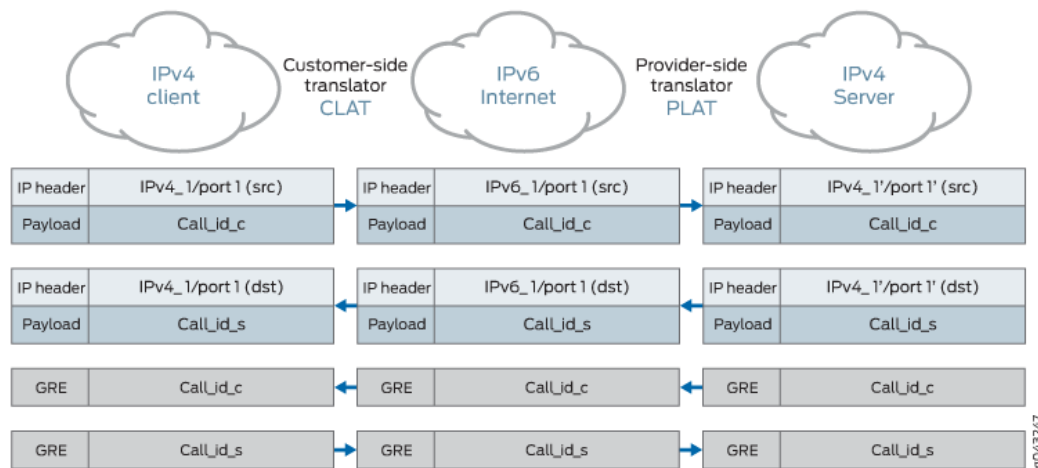 IPv4
client
Customer-side
translator
CLAT
IPv6
Internet
Provider-side
translator
PLAT
IPv4
Server
IP header IPv4_1/port 1 (src) IP header IPv6_1/port 1 (src) IP header IPv4_1'/port 1' (src)
Payload Call_id_c Payload Call_id_c Payload Call_id_c
IP header IPv4_1/port 1 (dst) IP header IPv6_1/port 1 (dst) IP header IPv4_1'/port 1' (dst)
Payload Call_id_s Payload Call_id_s Payload Call_id_s
GRE Call_id_c GRE Call_id_c GRE Call_id_c
GRE Call_id_s GRE Call_id_s GRE Call_id_s
g043247